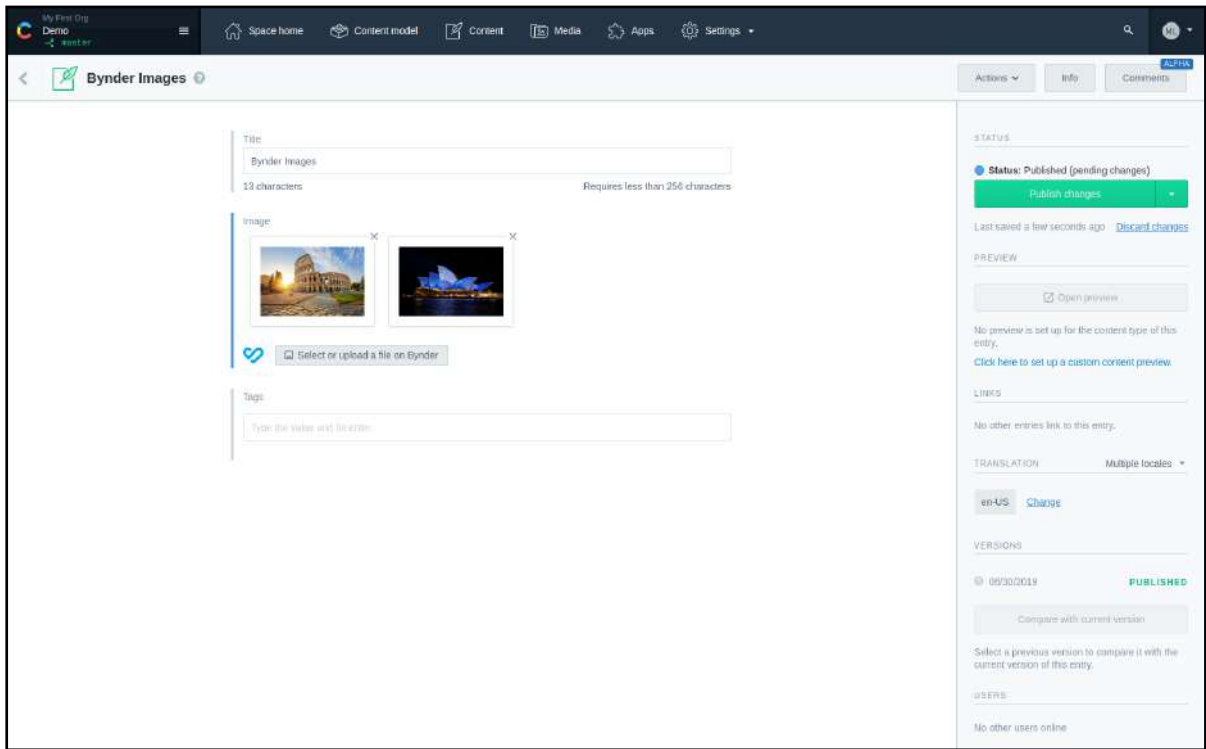 My First Org
Demo
master
Space home
Content model
Content
Media
Apps
Settings
ML
Bynder Images
Actions
Info
Comments
ALPHA
Title
Bynder Images
13 characters
Requires less than 256 characters
Image
Select or upload a file on Bynder
Tags
Type the value and hit enter
STATUS
Status: Published (pending changes)
Publish changes
Last saved a few seconds ago Discard changes
PREVIEW
Open preview
No preview is set up for the content type of this
entry.
Click here to set up a custom content preview.
LINKS
No other entries link to this entry.
TRANSLATION Multiple locales
en-US Change
VERSIONS
PUBLISHED
Compare with current version
Select a previous version to compare it with the
current version of this entry.
USERS
No other users online